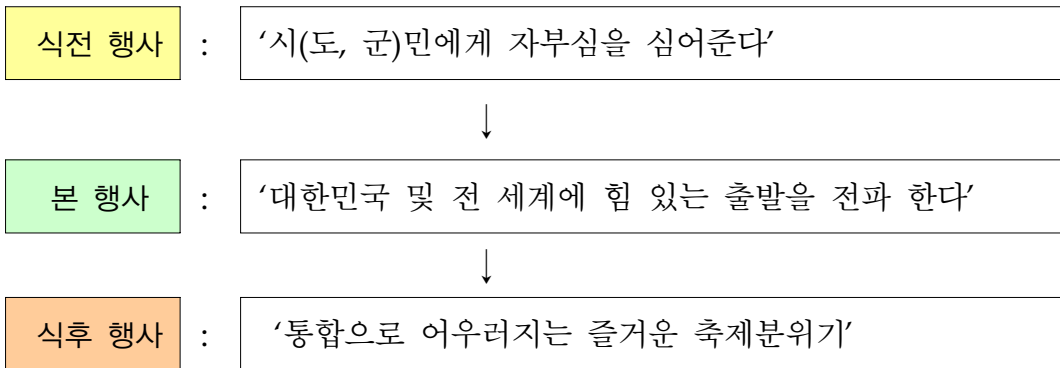 식전 행사 : ‘시(도, 군)민에게 자부심을 심어준다’
↓
본 행사 : ‘대한민국 및 전 세계에 힘 있는 출발을 전파 한다’
↓
식후 행사 : ‘통합으로 어우러지는 즐거운 축제분위기’